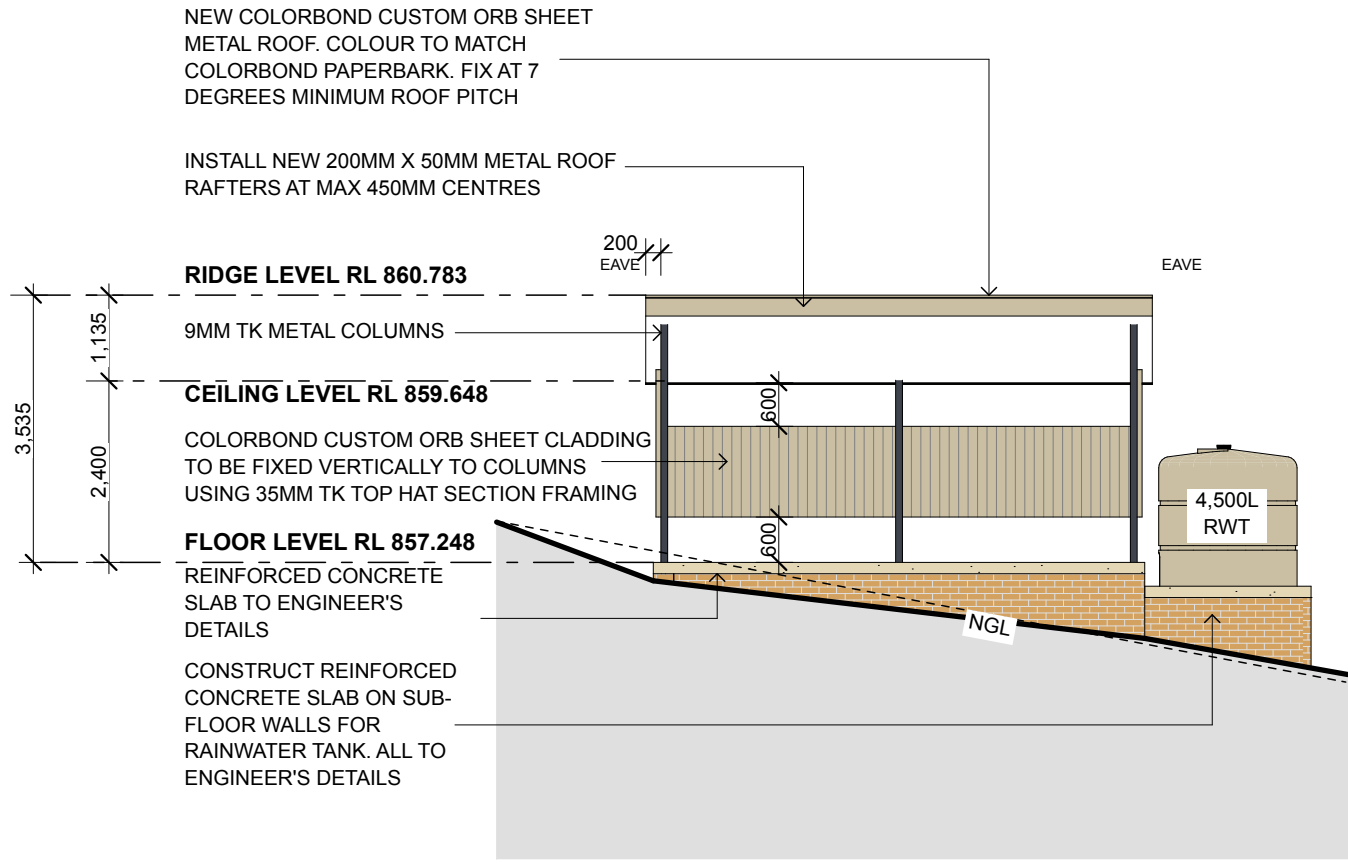 NEW COLORBOND CUSTOM ORB SHEET
METAL ROOF. COLOUR TO MATCH
COLORBOND PAPERBARK. FIX AT 7
DEGREES MINIMUM ROOF PITCH
INSTALL NEW 200MM X 50MM METAL ROOF
RAFTERS AT MAX 450MM CENTRES
200
EAVE
EAVE
RIDGE LEVEL RL 860.783
9MM TK METAL COLUMNS
1,135
CEILING LEVEL RL 859.648
600
3,535
2,400
COLORBOND CUSTOM ORB SHEET CLADDING
TO BE FIXED VERTICALLY TO COLUMNS
USING 35MM TK TOP HAT SECTION FRAMING
4,500L
RWT
600
FLOOR LEVEL RL 857.248
REINFORCED CONCRETE
SLAB TO ENGINEER'S
DETAILS
NGL
CONSTRUCT REINFORCED
CONCRETE SLAB ON SUB-
FLOOR WALLS FOR
RAINWATER TANK. ALL TO
ENGINEER'S DETAILS